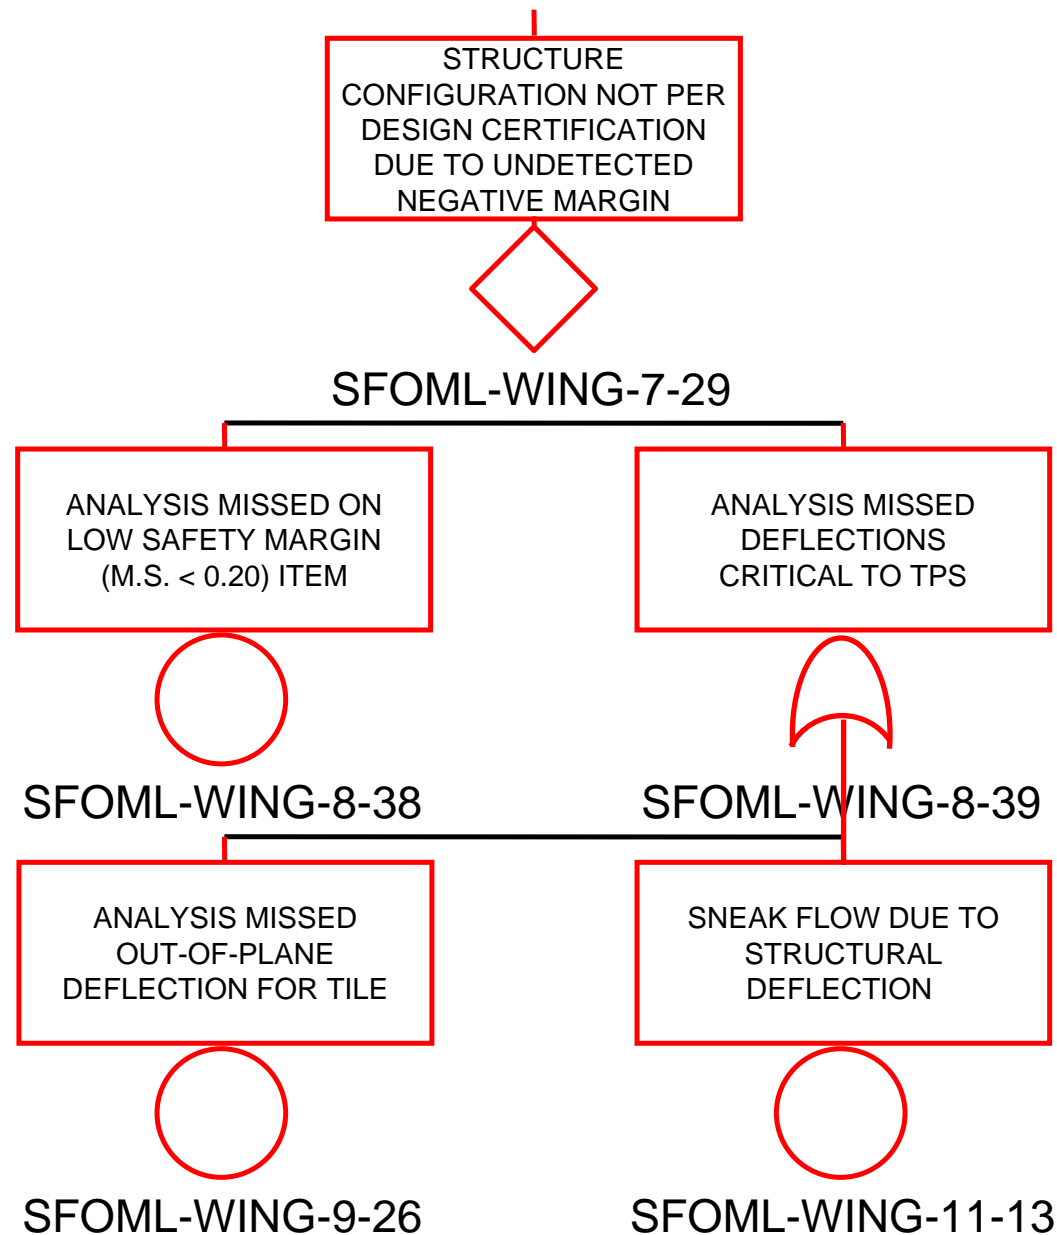 STRUCTURE
CONFIGURATION NOT PER
DESIGN CERTIFICATION
DUE TO UNDETECTED
NEGATIVE MARGIN
SFOML-WING-7-29
ANALYSIS MISSED ON
LOW SAFETY MARGIN
(M.S. < 0.20) ITEM
SFOML-WING-8-38
ANALYSIS MISSED
DEFLECTIONS
CRITICAL TO TPS
SFOML-WING-8-39
ANALYSIS MISSED
OUT-OF-PLANE
DEFLECTION FOR TILE
SFOML-WING-9-26
SNEAK FLOW DUE TO
STRUCTURAL
DEFLECTION
SFOML-WING-11-13